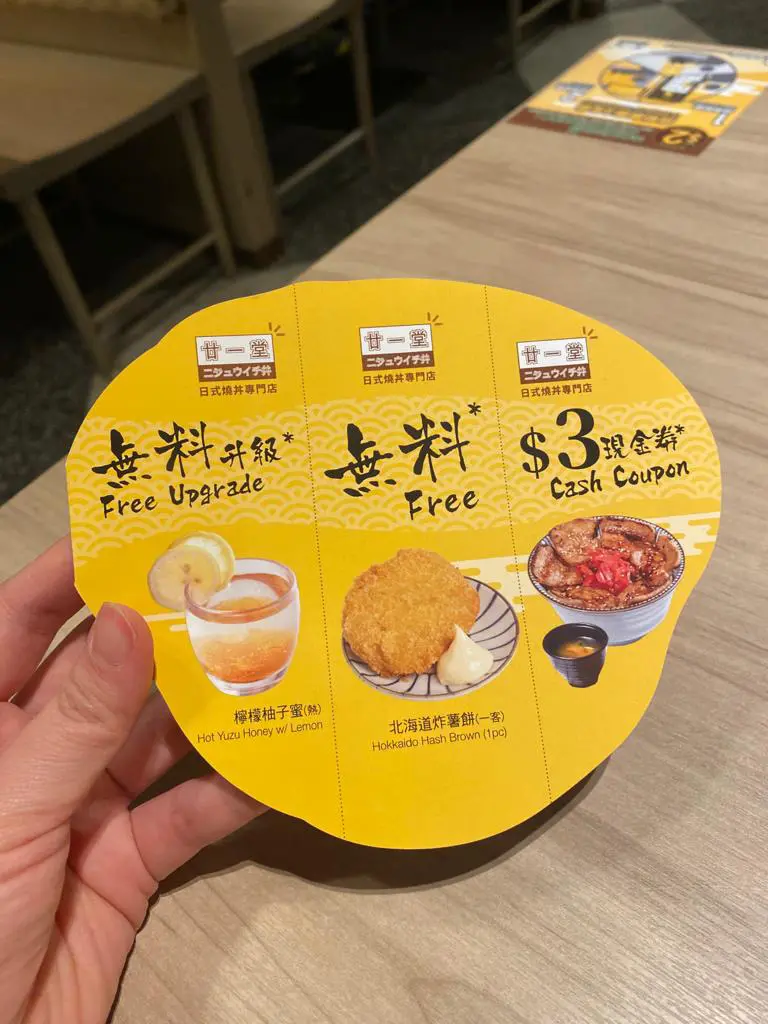 廿一堂
ニジュウイチ丼
日式燒丼專門店
無料升級*
Free Upgrade
檸檬柚子蜜(熱)
Hot Yuzu Honey w/ Lemon
廿一堂
ニジュウイチ丼
日式燒丼專門店
無料*
Free
北海道炸薯餅(一客)
Hokkaido Hash Brown (1pc)
廿一堂
ニジュウイチ丼
日式燒丼專門店
$3現金券*
Cash Coupon
$2